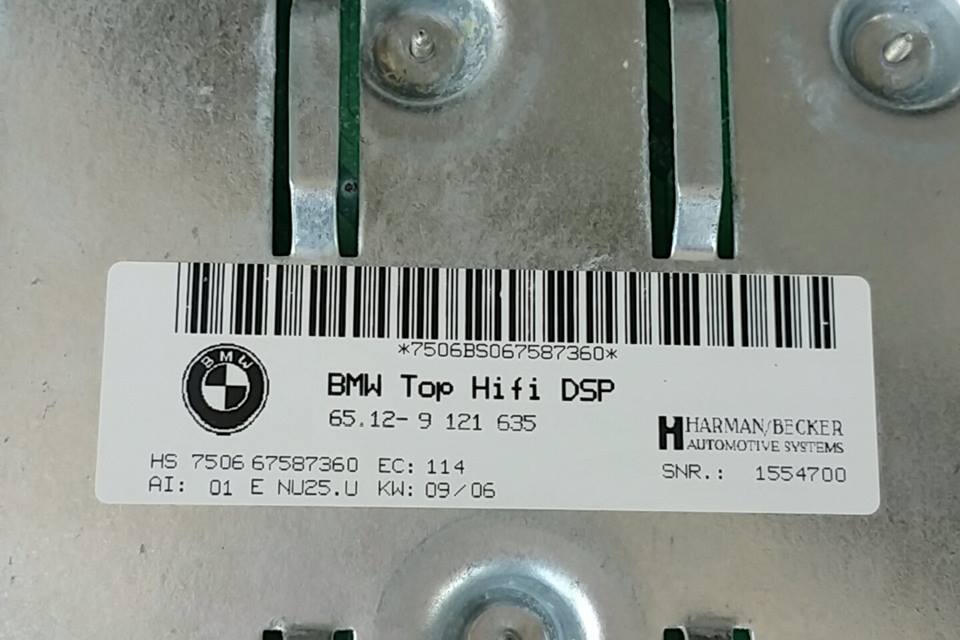 *7506BS067587360*
BMW
BMW Top Hifi DSP
65.12- 9 121 635
HARMAN/BECKER
AUTOMOTIVE SYSTEMS
HS 7506 67587360 EC: 114
SNR.: 1554700
AI: 01 E NU25.U KW: 09/06